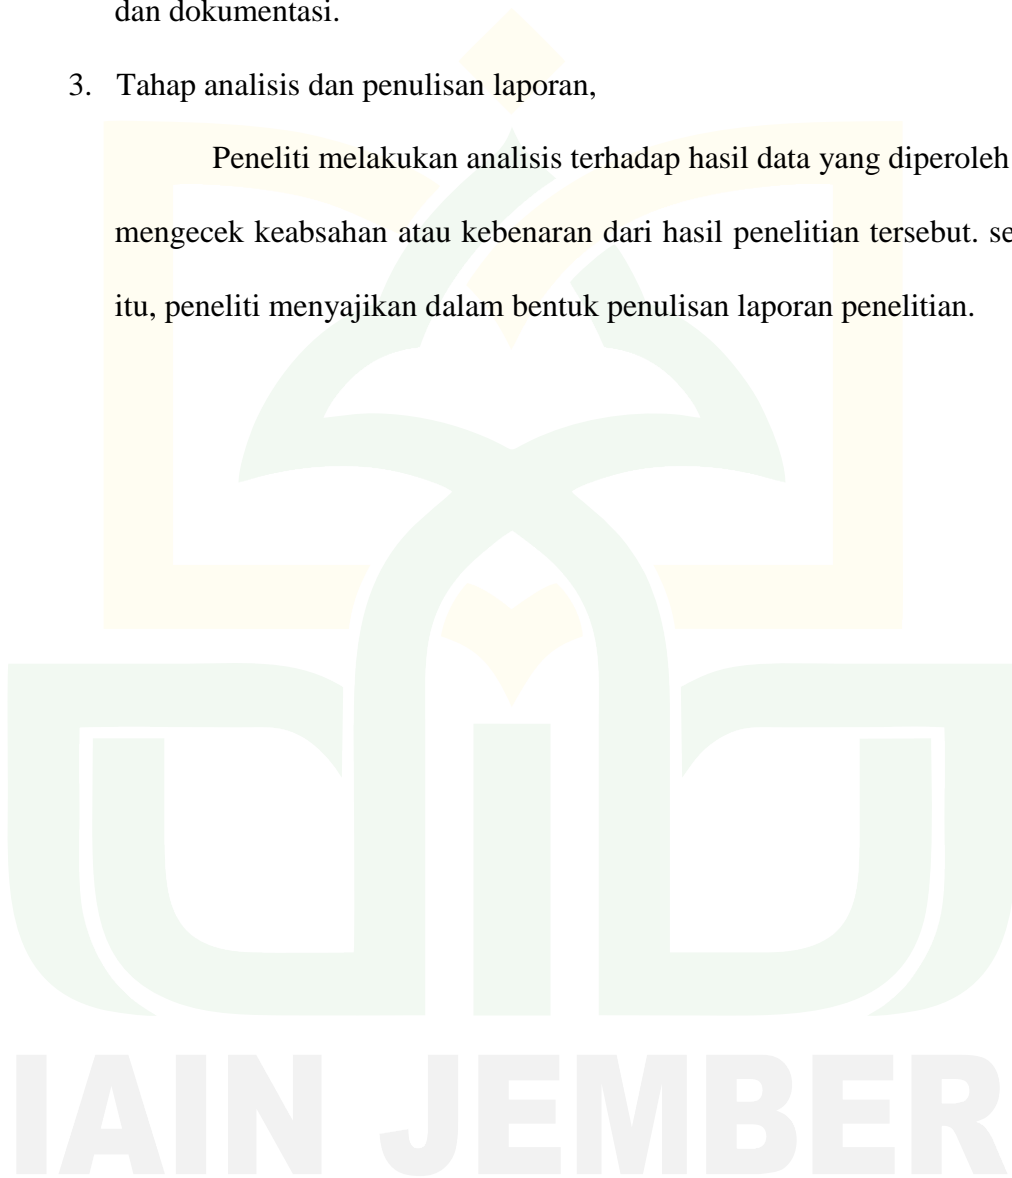 dan dokumentasi.
3. Tahap analisis dan penulisan laporan,
Peneliti melakukan analisis terhadap hasil data yang diperoleh
mengecek keabsahan atau kebenaran dari hasil penelitian tersebut.
itu, peneliti menyajikan dalam bentuk penulisan laporan penelitian.
IAIN JEMBER